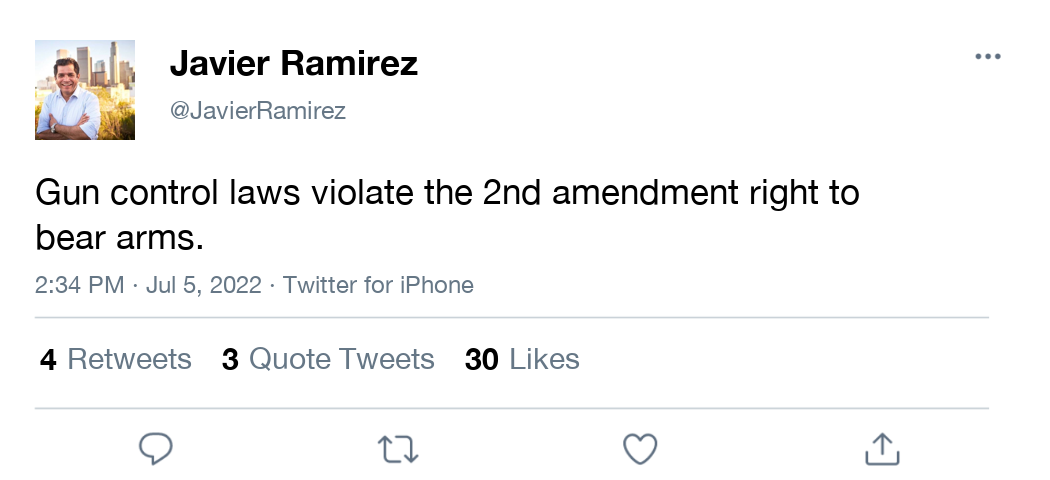 Javier Ramirez
@JavierRamirez
Gun control laws violate the 2nd amendment right to
bear arms.
2:34 PM · Jul 5, 2022 · Twitter for iPhone
4 Retweets 3 Quote Tweets 30 Likes